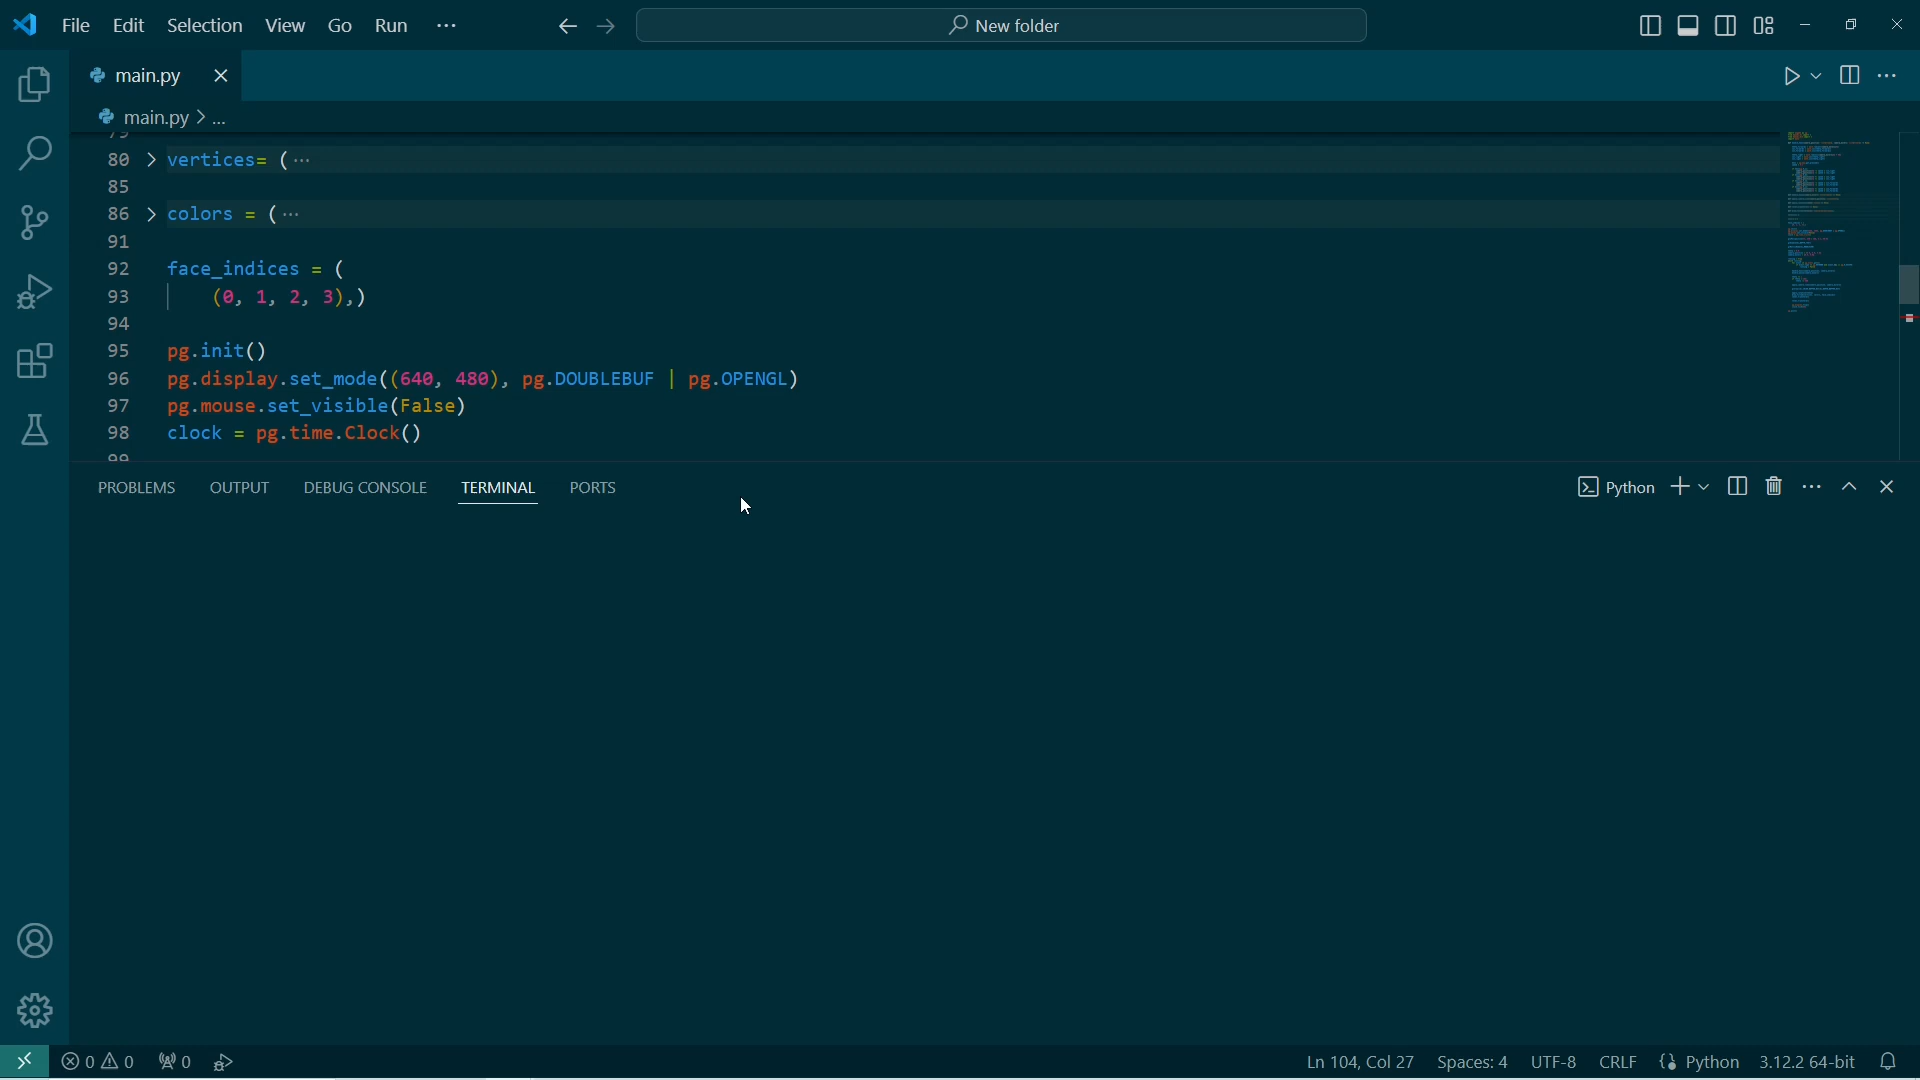 File Edit Selection View Go Run ···
New folder
main.py
main.py > ...
79
80 > vertices= ( ···
85
86 > colors = ( ···
91
92 face_indices = (
93 (0, 1, 2, 3),)
94
95 pg.init()
96 pg.display.set_mode((640, 480), pg.DOUBLEBUF | pg.OPENGL)
97 pg.mouse.set_visible(False)
98 clock = pg.time.Clock()
99
PROBLEMS OUTPUT DEBUG CONSOLE TERMINAL PORTS Python
0 0 0 Ln 104, Col 27 Spaces: 4 UTF-8 CRLF Python 3.12.2 64-bit